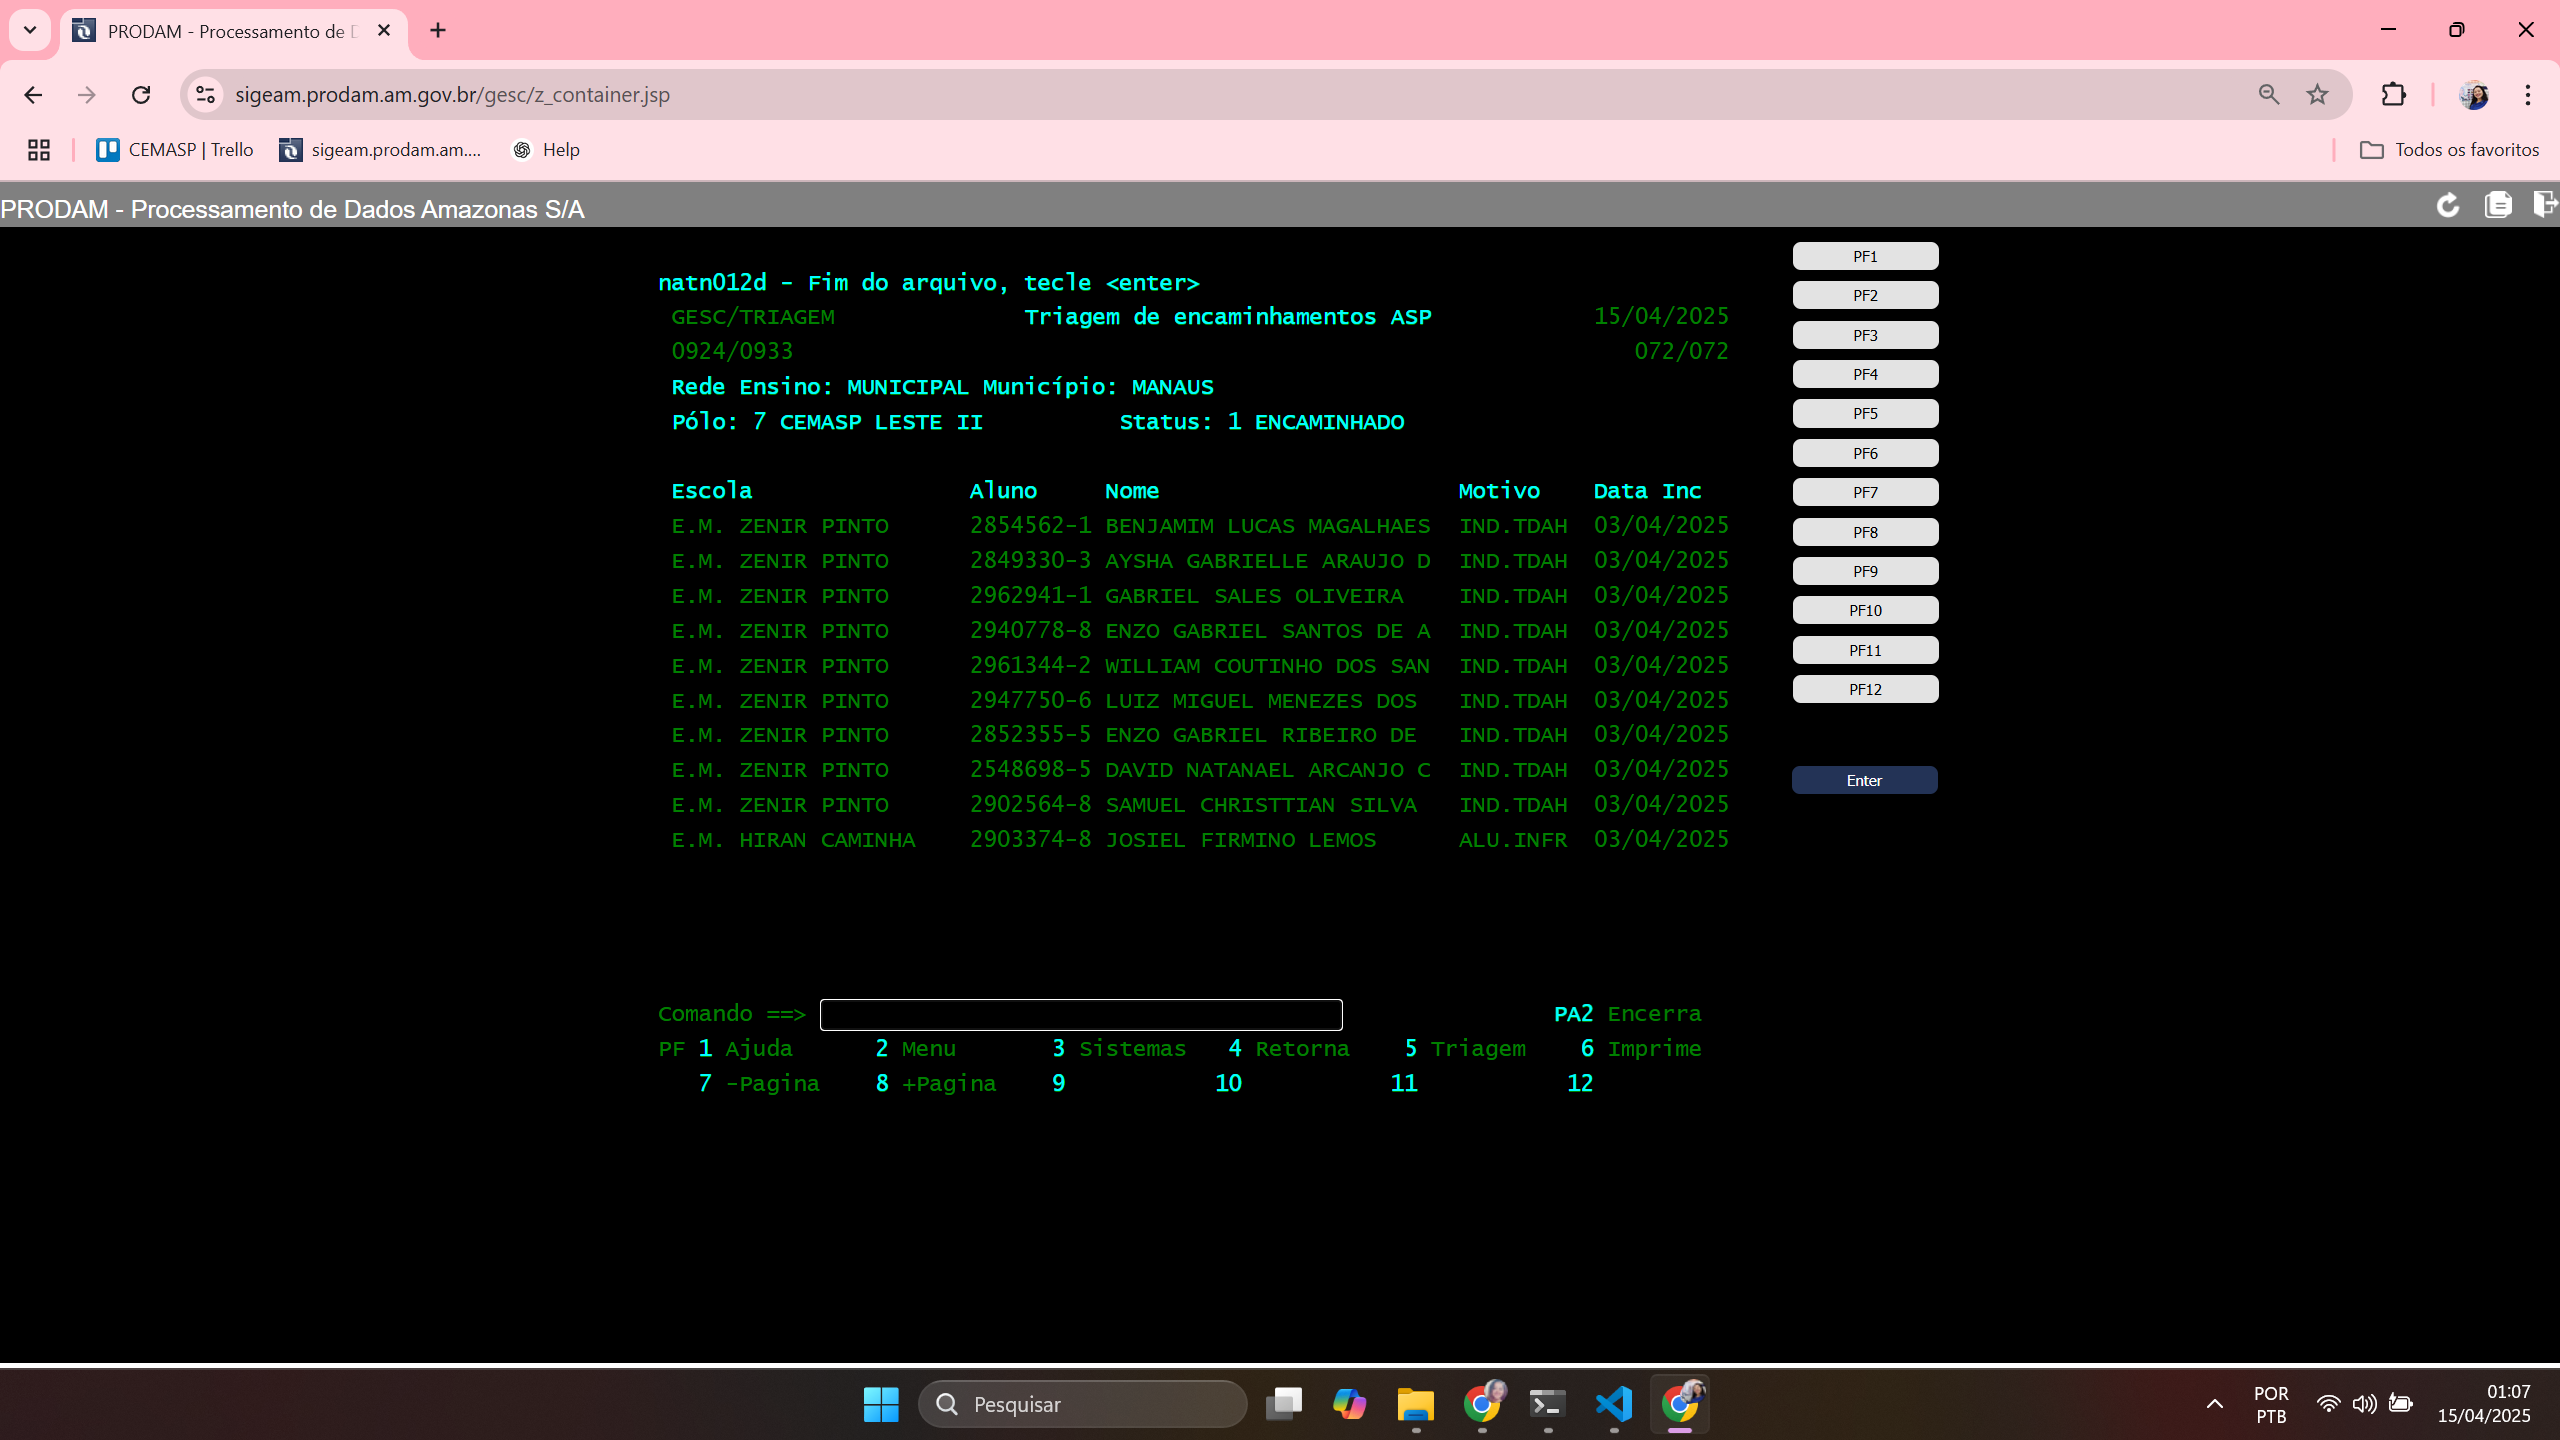 PRODAM - Processamento de D
sigeam.prodam.am.gov.br/gesc/z_container.jsp
CEMASP | Trello sigeam.prodam.am.... Help Todos os favoritos
PRODAM - Processamento de Dados Amazonas S/A
natn012d - Fim do arquivo, tecle <enter>
GESC/TRIAGEM Triagem de encaminhamentos ASP 15/04/2025
0924/0933 072/072
Rede Ensino: MUNICIPAL Município: MANAUS
Pólo: 7 CEMASP LESTE II Status: 1 ENCAMINHADO
Escola Aluno Nome Motivo Data Inc
E.M. ZENIR PINTO 2854562-1 BENJAMIM LUCAS MAGALHAES IND.TDAH 03/04/2025
E.M. ZENIR PINTO 2849330-3 AYSHA GABRIELLE ARAUJO D IND.TDAH 03/04/2025
E.M. ZENIR PINTO 2962941-1 GABRIEL SALES OLIVEIRA IND.TDAH 03/04/2025
E.M. ZENIR PINTO 2940778-8 ENZO GABRIEL SANTOS DE A IND.TDAH 03/04/2025
E.M. ZENIR PINTO 2961344-2 WILLIAM COUTINHO DOS SAN IND.TDAH 03/04/2025
E.M. ZENIR PINTO 2947750-6 LUIZ MIGUEL MENEZES DOS IND.TDAH 03/04/2025
E.M. ZENIR PINTO 2852355-5 ENZO GABRIEL RIBEIRO DE IND.TDAH 03/04/2025
E.M. ZENIR PINTO 2548698-5 DAVID NATANAEL ARCANJO C IND.TDAH 03/04/2025
E.M. ZENIR PINTO 2902564-8 SAMUEL CHRISTTIAN SILVA IND.TDAH 03/04/2025
E.M. HIRAN CAMINHA 2903374-8 JOSIEL FIRMINO LEMOS ALU.INFR 03/04/2025
Comando ==> PA2 Encerra
PF 1 Ajuda 2 Menu 3 Sistemas 4 Retorna 5 Triagem 6 Imprime
7 -Pagina 8 +Pagina 9 10 11 12
PF1
PF2
PF3
PF4
PF5
PF6
PF7
PF8
PF9
PF10
PF11
PF12
Enter
Pesquisar
POR
PTB
01:07
15/04/2025